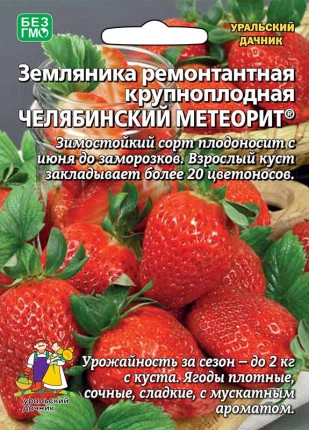 БЕЗ
ГМО
УРАЛЬСКИЙ
ДАЧНИК
Земляника ремонтантная
крупноплодная
ЧЕЛЯБИНСКИЙ МЕТЕОРИТ®
Зимостойкий сорт плодоносит с
июня до заморозков. Взрослый куст
закладывает более 20 цветоносов.
Урожайность за сезон – до 2 кг
с куста. Ягоды плотные,
сочные, сладкие, с мускатным
ароматом.
уральский
дачник